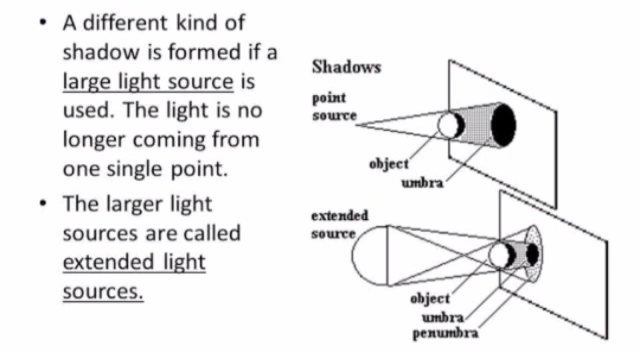 • A different kind of
shadow is formed if a
large light source is
used. The light is no
longer coming from
one single point.
• The larger light
sources are called
extended light
sources.
Shadows
point
source
object
umbra
extended
source
object
umbra
penumbra